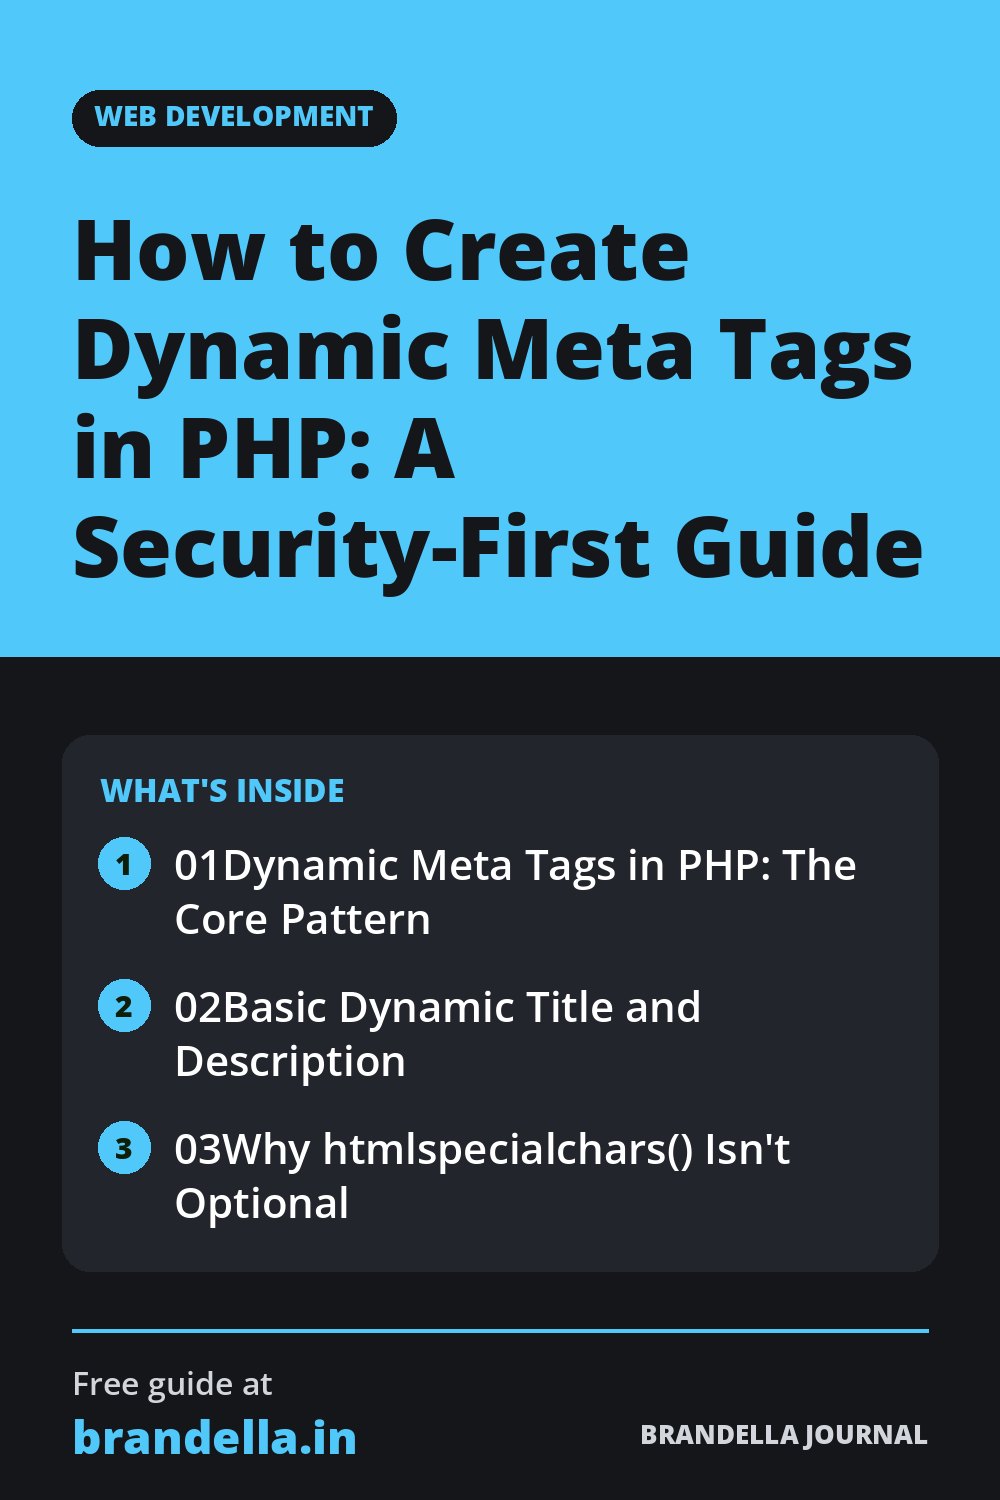 WEB DEVELOPMENT
How to Create
Dynamic Meta Tags
in PHP: A
Security-First Guide
WHAT'S INSIDE
1 01Dynamic Meta Tags in PHP: The
Core Pattern
2 02Basic Dynamic Title and
Description
3 03Why htmlspecialchars() Isn't
Optional
Free guide at
brandella.in
BRANDELLA JOURNAL